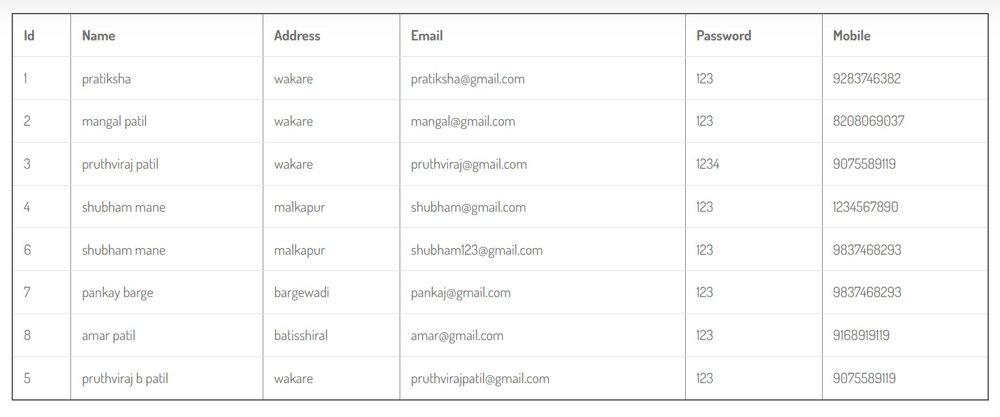 Id Name Address Email Password Mobile
1 pratiksha wakare pratiksha@gmail.com 123 9283746382
2 mangal patil wakare mangal@gmail.com 123 8208069037
3 pruthviraj patil wakare pruthviraj@gmail.com 1234 9075589119
4 shubham mane malkapur shubham@gmail.com 123 1234567890
6 shubham mane malkapur shubham123@gmail.com 123 9837468293
7 pankay barge bargewadi pankaj@gmail.com 123 9837468293
8 amar patil batisshiral amar@gmail.com 123 9168919119
5 pruthviraj b patil wakare pruthvirajpatil@gmail.com 123 9075589119